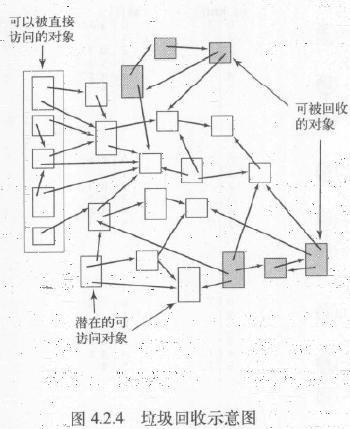 可以被直接
访问的对象
可被回收
的对象
潜在的可
访问对象
图 4.2.4 垃圾回收示意图